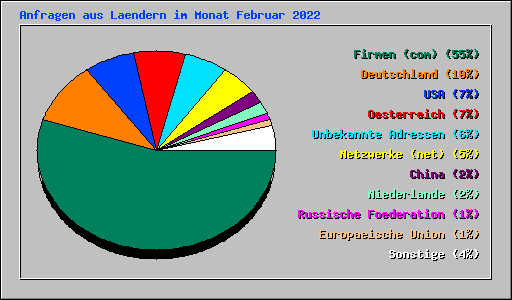 Anfragen aus Laendern im Monat Februar 2022
Firmen (com) (55%)
Deutschland (10%)
USA (7%)
Oesterreich (7%)
Unbekannte Adressen (6%)
Netzwerke (net) (5%)
China (2%)
Niederlande (2%)
Russische Foederation (1%)
Europaeische Union (1%)
Sonstige (4%)